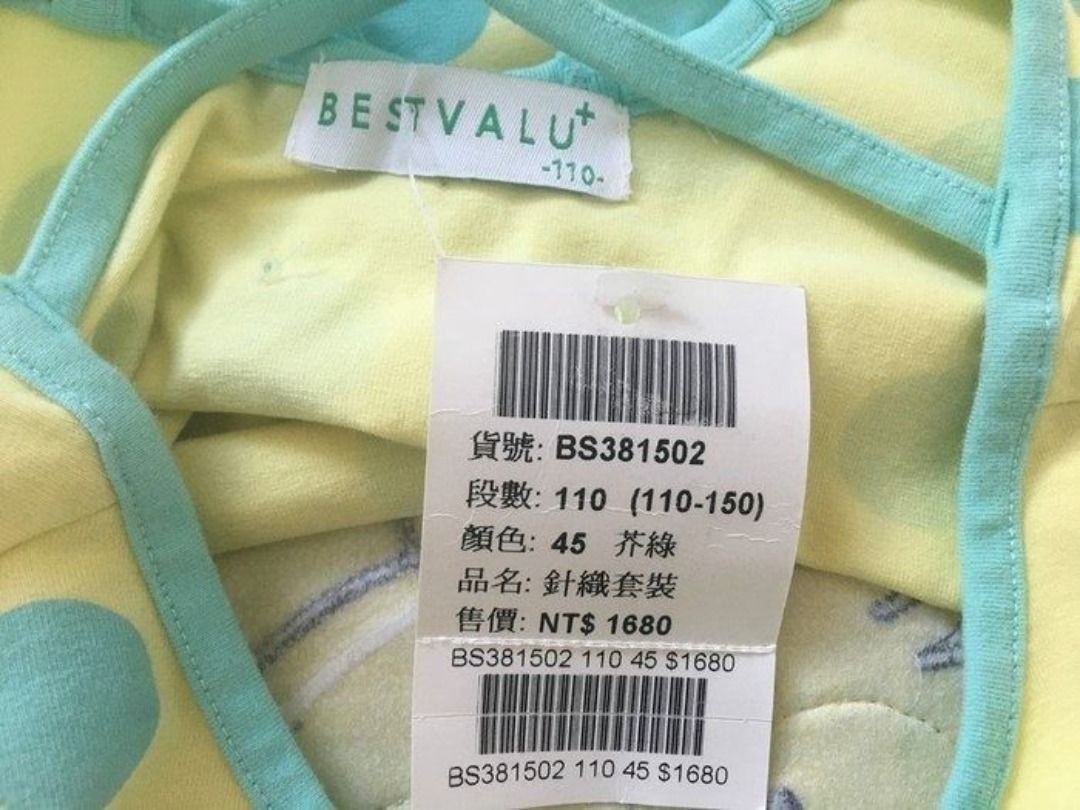 BESTVALU+
-110-
貨號: BS381502
段數: 110 (110-150)
顏色: 45 芥綠
品名: 針織套裝
售價: NT$ 1680
BS381502 110 45 $1680
BS381502 110 45 $1680